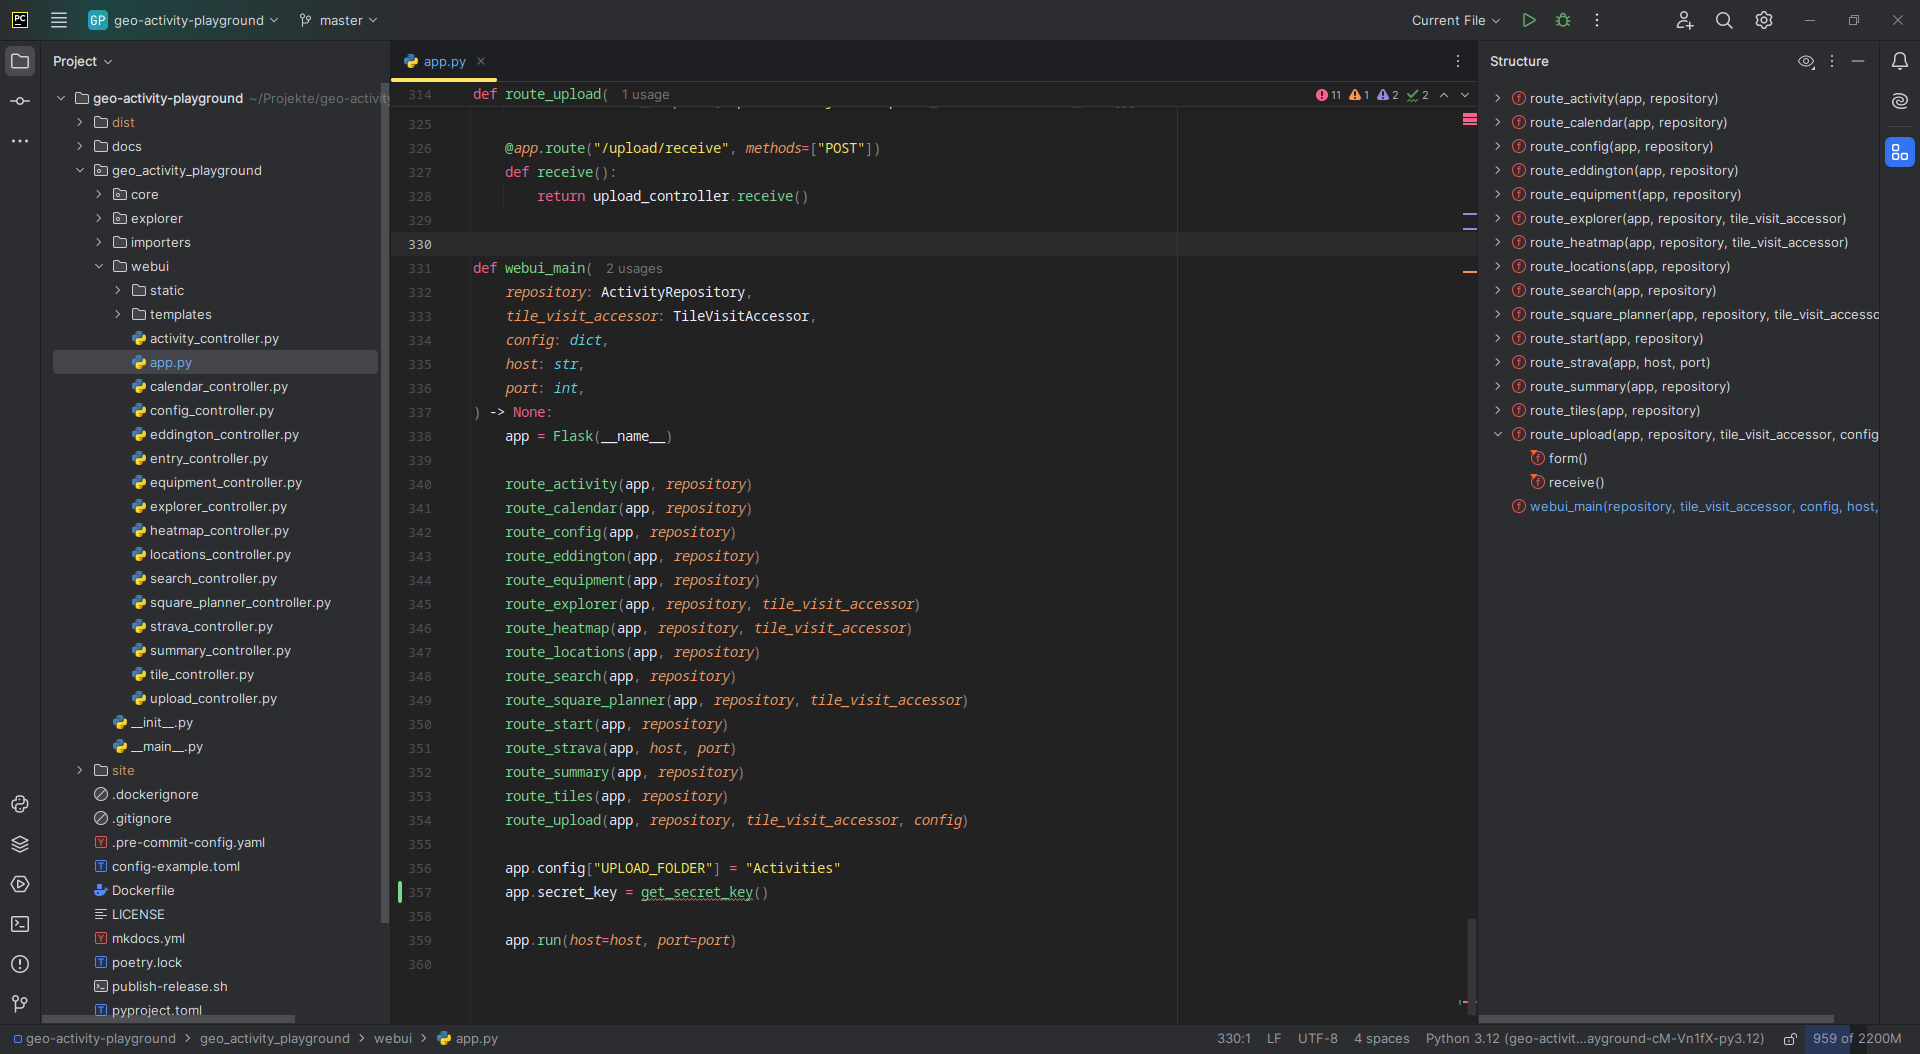 PC
GP geo-activity-playground
master
Current File
Project
geo-activity-playground ~/Projekte/geo-activity
dist
docs
geo_activity_playground
core
explorer
importers
webui
static
templates
activity_controller.py
app.py
calendar_controller.py
config_controller.py
eddington_controller.py
entry_controller.py
equipment_controller.py
explorer_controller.py
heatmap_controller.py
locations_controller.py
search_controller.py
square_planner_controller.py
strava_controller.py
summary_controller.py
tile_controller.py
upload_controller.py
__init__.py
__main__.py
site
.dockerignore
.gitignore
.pre-commit-config.yaml
config-example.toml
Dockerfile
LICENSE
mkdocs.yml
poetry.lock
publish-release.sh
pyproject.toml
app.py
314 def route_upload( 1 usage
11 1 2 2
325
326 @app.route("/upload/receive", methods=["POST"])
327 def receive():
328 return upload_controller.receive()
329
330
331 def webui_main( 2 usages
332 repository: ActivityRepository,
333 tile_visit_accessor: TileVisitAccessor,
334 config: dict,
335 host: str,
336 port: int,
337 ) -> None:
338 app = Flask(__name__)
339
340 route_activity(app, repository)
341 route_calendar(app, repository)
342 route_config(app, repository)
343 route_eddington(app, repository)
344 route_equipment(app, repository)
345 route_explorer(app, repository, tile_visit_accessor)
346 route_heatmap(app, repository, tile_visit_accessor)
347 route_locations(app, repository)
348 route_search(app, repository)
349 route_square_planner(app, repository, tile_visit_accessor)
350 route_start(app, repository)
351 route_strava(app, host, port)
352 route_summary(app, repository)
353 route_tiles(app, repository)
354 route_upload(app, repository, tile_visit_accessor, config)
355
356 app.config["UPLOAD_FOLDER"] = "Activities"
357 app.secret_key = get_secret_key()
358
359 app.run(host=host, port=port)
360
Structure
route_activity(app, repository)
route_calendar(app, repository)
route_config(app, repository)
route_eddington(app, repository)
route_equipment(app, repository)
route_explorer(app, repository, tile_visit_accessor)
route_heatmap(app, repository, tile_visit_accessor)
route_locations(app, repository)
route_search(app, repository)
route_square_planner(app, repository, tile_visit_accesso
route_start(app, repository)
route_strava(app, host, port)
route_summary(app, repository)
route_tiles(app, repository)
route_upload(app, repository, tile_visit_accessor, config
form()
receive()
webui_main(repository, tile_visit_accessor, config, host,
geo-activity-playground > geo_activity_playground > webui > app.py
330:1 LF UTF-8 4 spaces Python 3.12 (geo-activit...ayground-cM-Vn1fX-py3.12) 959 of 2200M